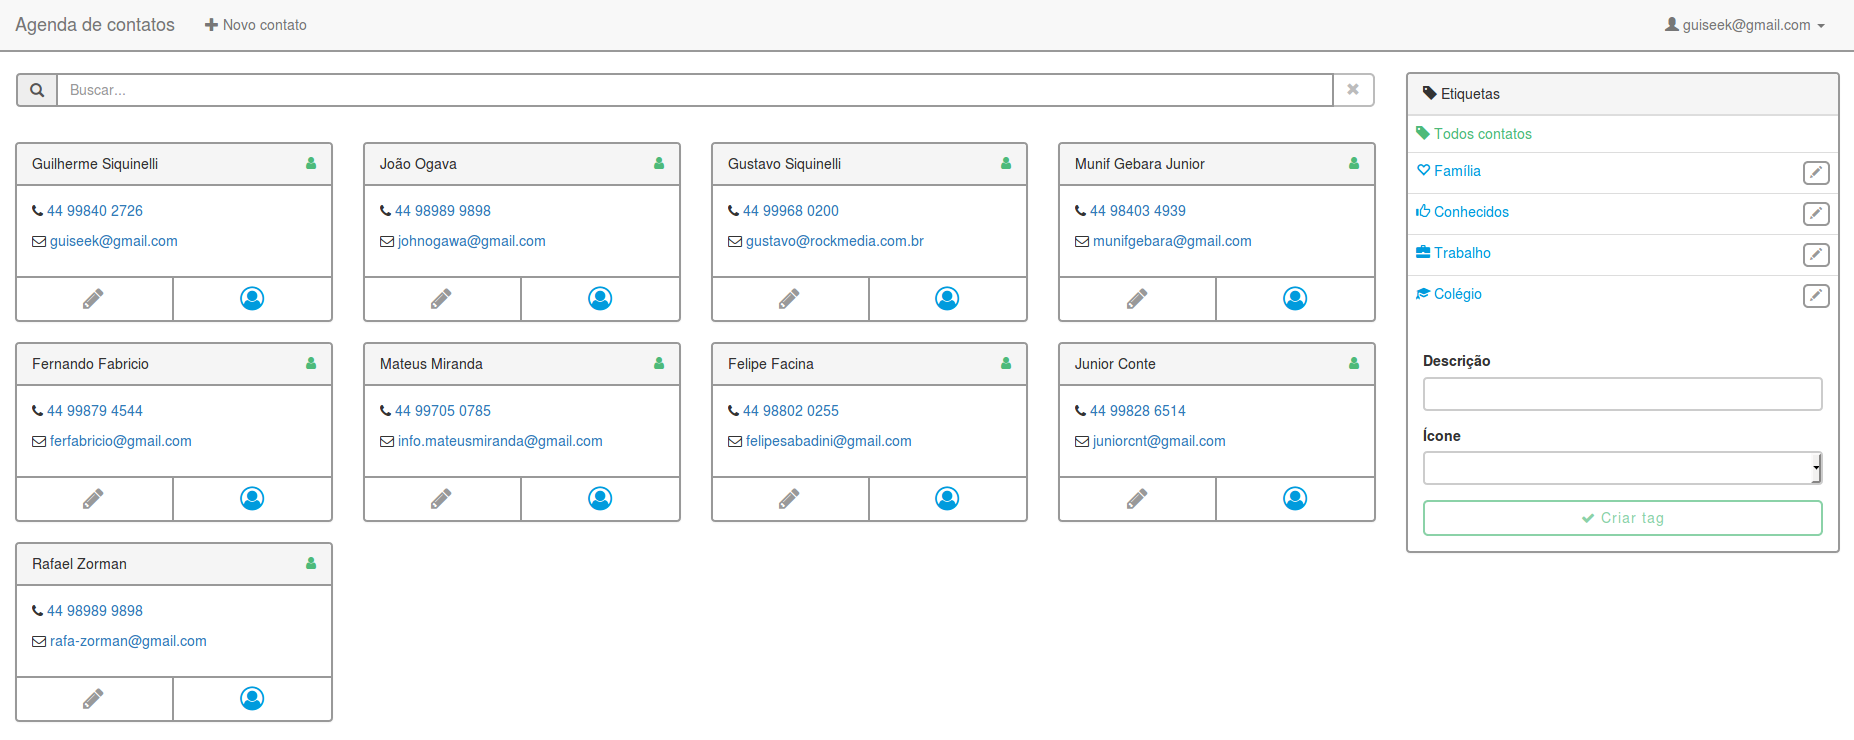 Agenda de contatos Novo contato guiseek@gmail.com
Buscar...
Guilherme Siquinelli
44 99840 2726
guiseek@gmail.com
João Ogava
44 98989 9898
johnogawa@gmail.com
Gustavo Siquinelli
44 99968 0200
gustavo@rockmedia.com.br
Munif Gebara Junior
44 98403 4939
munifgebara@gmail.com
Fernando Fabricio
44 99879 4544
ferfabricio@gmail.com
Mateus Miranda
44 99705 0785
info.mateusmiranda@gmail.com
Felipe Facina
44 98802 0255
felipesabadini@gmail.com
Junior Conte
44 99828 6514
juniorcnt@gmail.com
Rafael Zorman
44 98989 9898
rafa-zorman@gmail.com
Etiquetas
Todos contatos
Família
Conhecidos
Trabalho
Colégio
Descrição
Ícone
Criar tag